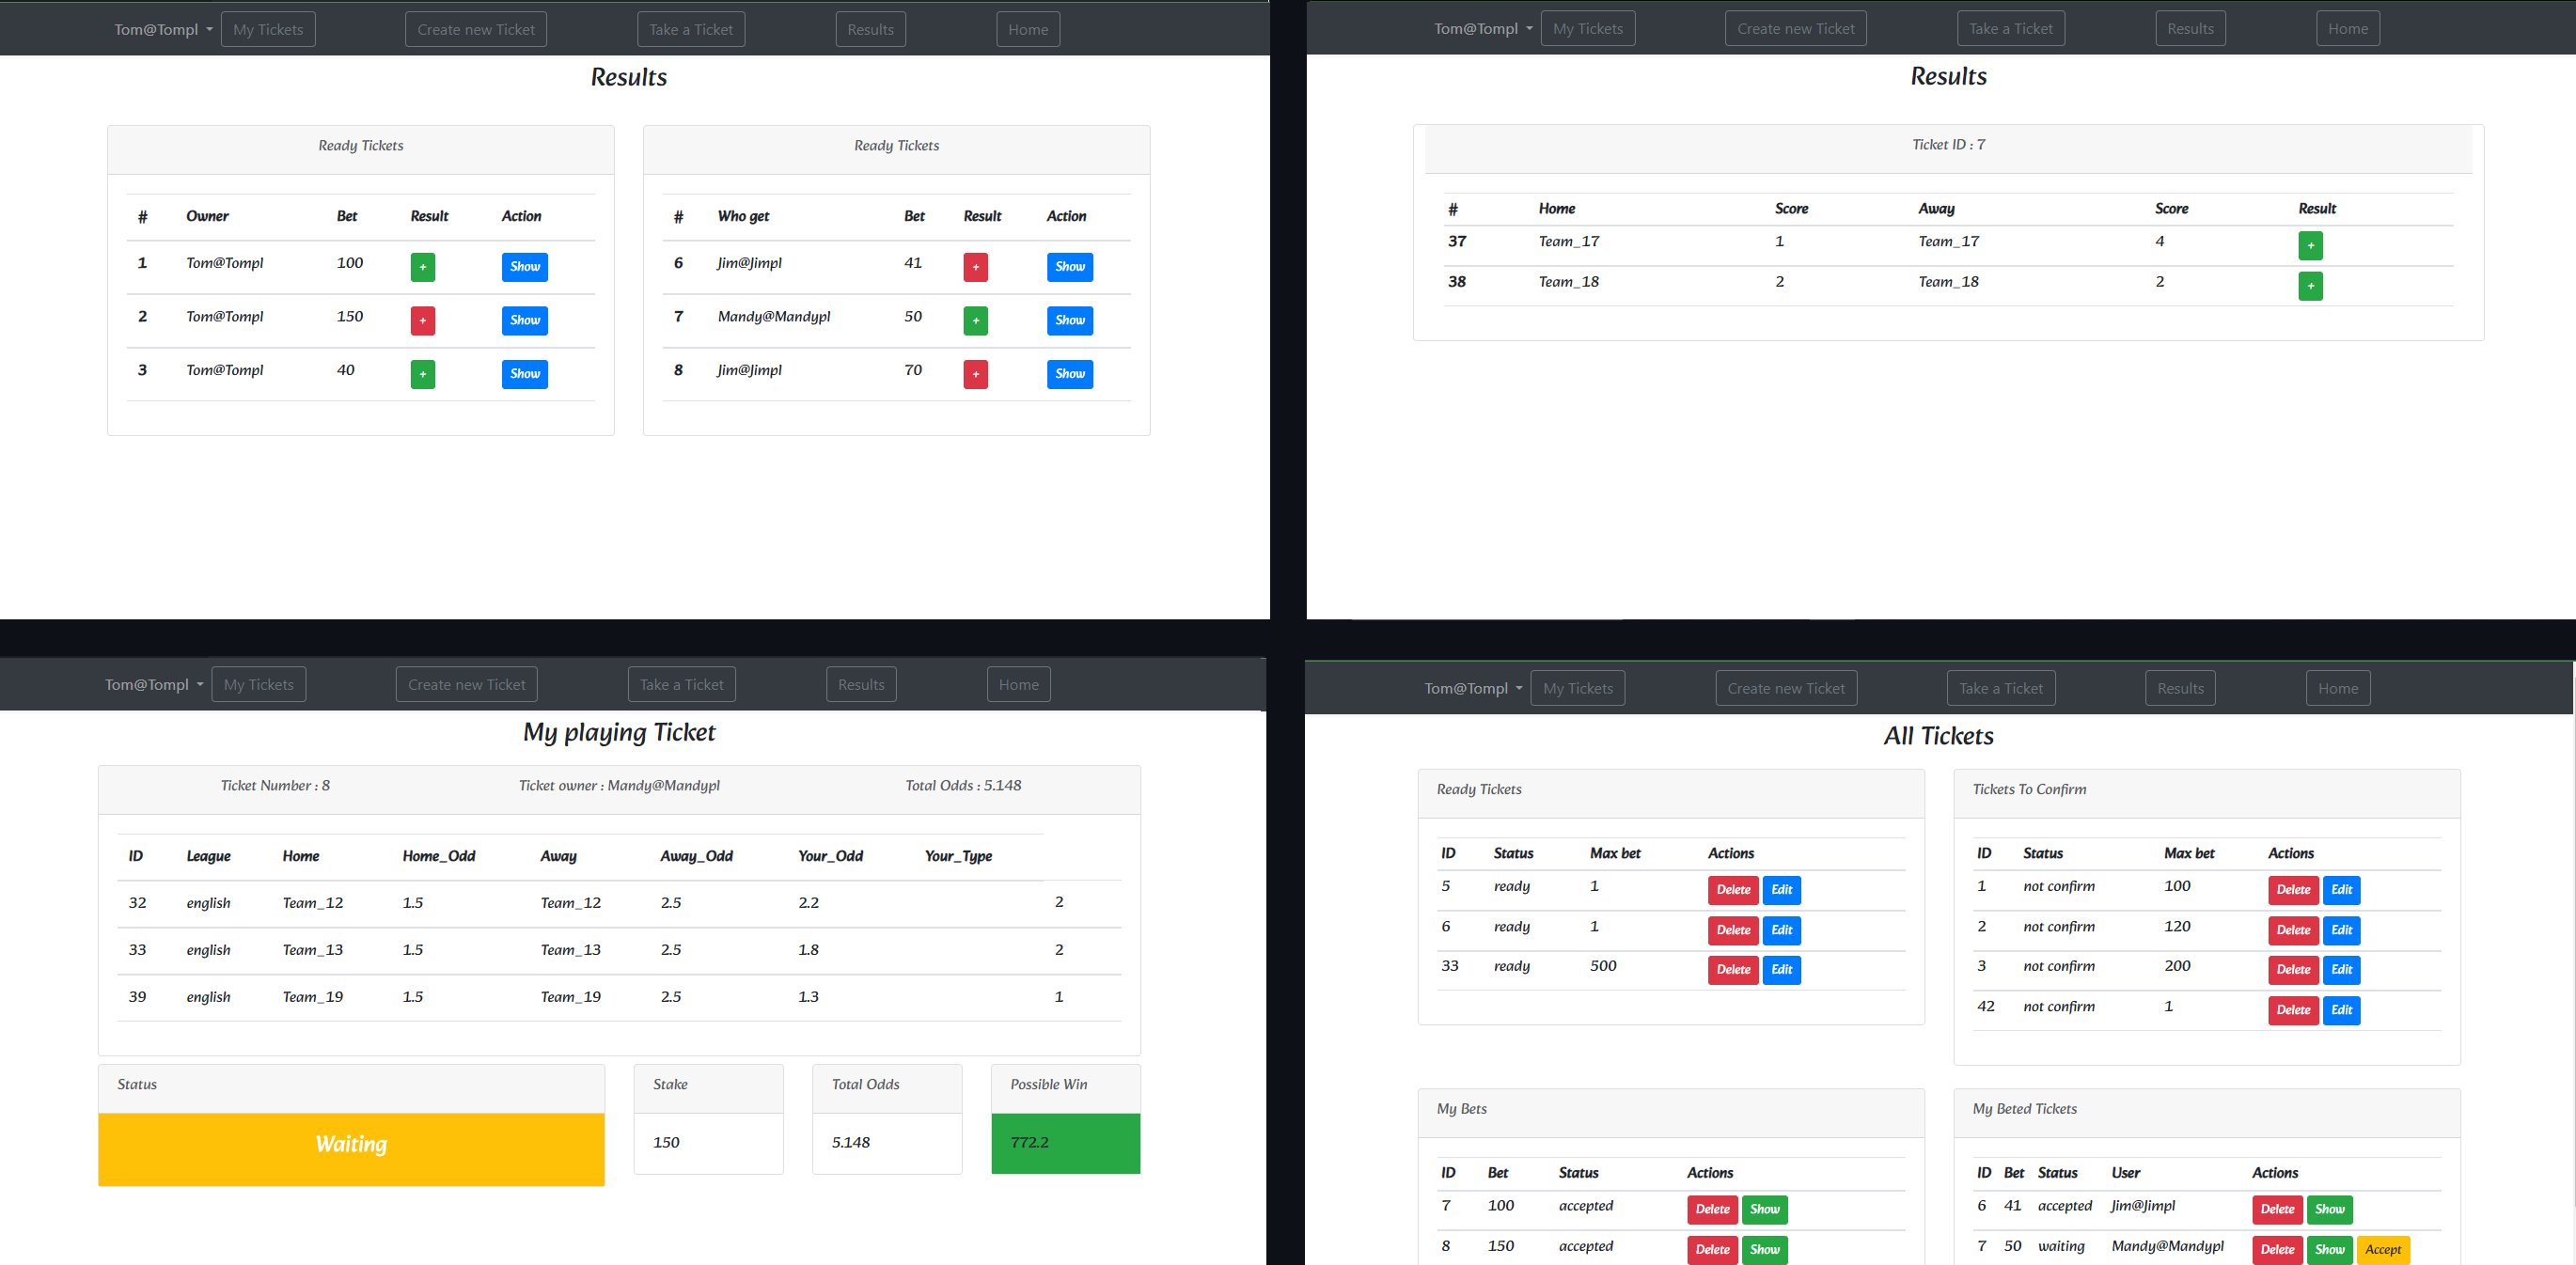 Tom@Tompl My Tickets Create new Ticket Take a Ticket Results Home
Results
Ready Tickets
# Owner Bet Result Action
1 Tom@Tompl 100 + Show
2 Tom@Tompl 150 + Show
3 Tom@Tompl 40 + Show
Ready Tickets
# Who get Bet Result Action
6 Jim@Jimpl 41 + Show
7 Mandy@Mandypl 50 + Show
8 Jim@Jimpl 70 + Show
Tom@Tompl My Tickets Create new Ticket Take a Ticket Results Home
Results
Ticket ID : 7
# Home Score Away Score Result
37 Team_17 1 Team_17 4 +
38 Team_18 2 Team_18 2 +
Tom@Tompl My Tickets Create new Ticket Take a Ticket Results Home
My playing Ticket
Ticket Number : 8 Ticket owner : Mandy@Mandypl Total Odds : 5.148
ID League Home Home_Odd Away Away_Odd Your_Odd Your_Type
32 english Team_12 1.5 Team_12 2.5 2.2 2
33 english Team_13 1.5 Team_13 2.5 1.8 2
39 english Team_19 1.5 Team_19 2.5 1.3 1
Status
Waiting
Stake
150
Total Odds
5.148
Possible Win
772.2
Tom@Tompl My Tickets Create new Ticket Take a Ticket Results Home
All Tickets
Ready Tickets
ID Status Max bet Actions
5 ready 1 Delete Edit
6 ready 1 Delete Edit
33 ready 500 Delete Edit
Tickets To Confirm
ID Status Max bet Actions
1 not confirm 100 Delete Edit
2 not confirm 120 Delete Edit
3 not confirm 200 Delete Edit
42 not confirm 1 Delete Edit
My Bets
ID Bet Status Actions
7 100 accepted Delete Show
8 150 accepted Delete Show
My Beted Tickets
ID Bet Status User Actions
6 41 accepted Jim@Jimpl Delete Show
7 50 waiting Mandy@Mandypl Delete Show Accept